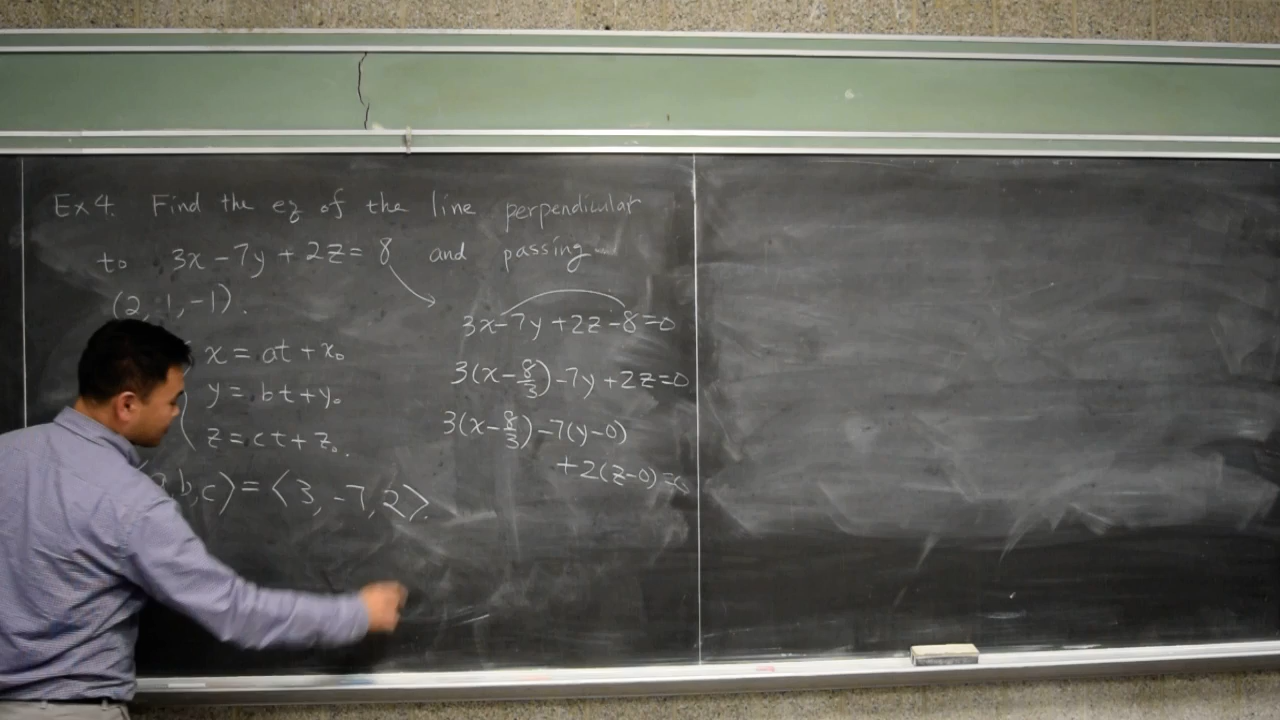 Ex 4. Find the eq of the line perpendicular
to 3x - 7y + 2z = 8 and passing
(2, 1, -1).
x = at + x₀
y = bt + y₀
z = ct + z₀.
b, c⟩ = ⟨3, -7, 2⟩.
3x - 7y + 2z - 8 = 0
3(x - 8/3) - 7y + 2z = 0
3(x - 8/3) - 7(y - 0)
+ 2(z - 0) = 0